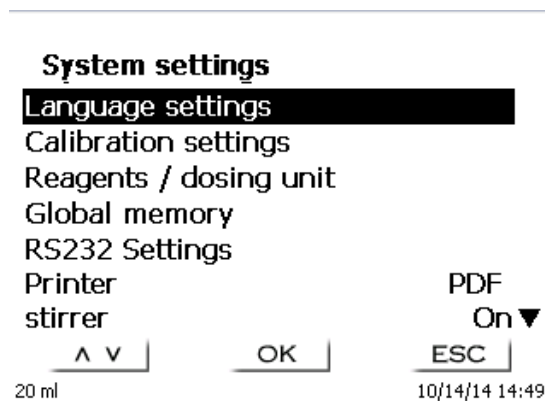 System settings
Language settings
Calibration settings
Reagents / dosing unit
Global memory
RS232 Settings
Printer PDF
stirrer On ▼
∧ ∨ OK ESC
20 ml 10/14/14 14:49